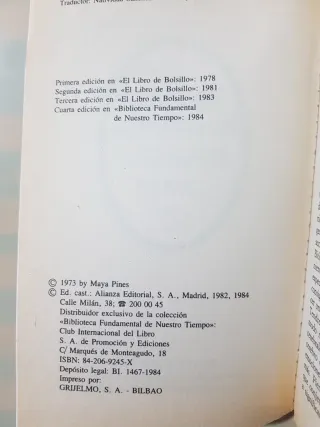 Traductor: Natividad
Primera edición en «El Libro de Bolsillo»: 1978
Segunda edición en «El Libro de Bolsillo»: 1981
Tercera edición en «El Libro de Bolsillo»: 1983
Cuarta edición en «Biblioteca Fundamental
de Nuestro Tiempo»: 1984
© 1973 by Maya Pines
© Ed. cast.: Alianza Editorial, S. A., Madrid, 1982, 1984
Calle Milán, 38; ☎ 200 00 45
Distribuidor exclusivo de la colección
«Biblioteca Fundamental de Nuestro Tiempo»:
Club Internacional del Libro
S. A. de Promoción y Ediciones
C/ Marqués de Monteagudo, 18
ISBN: 84-206-9245-X
Depósito legal: BI. 1467-1984
Impreso por:
GRIJELMO, S. A. - BILBAO